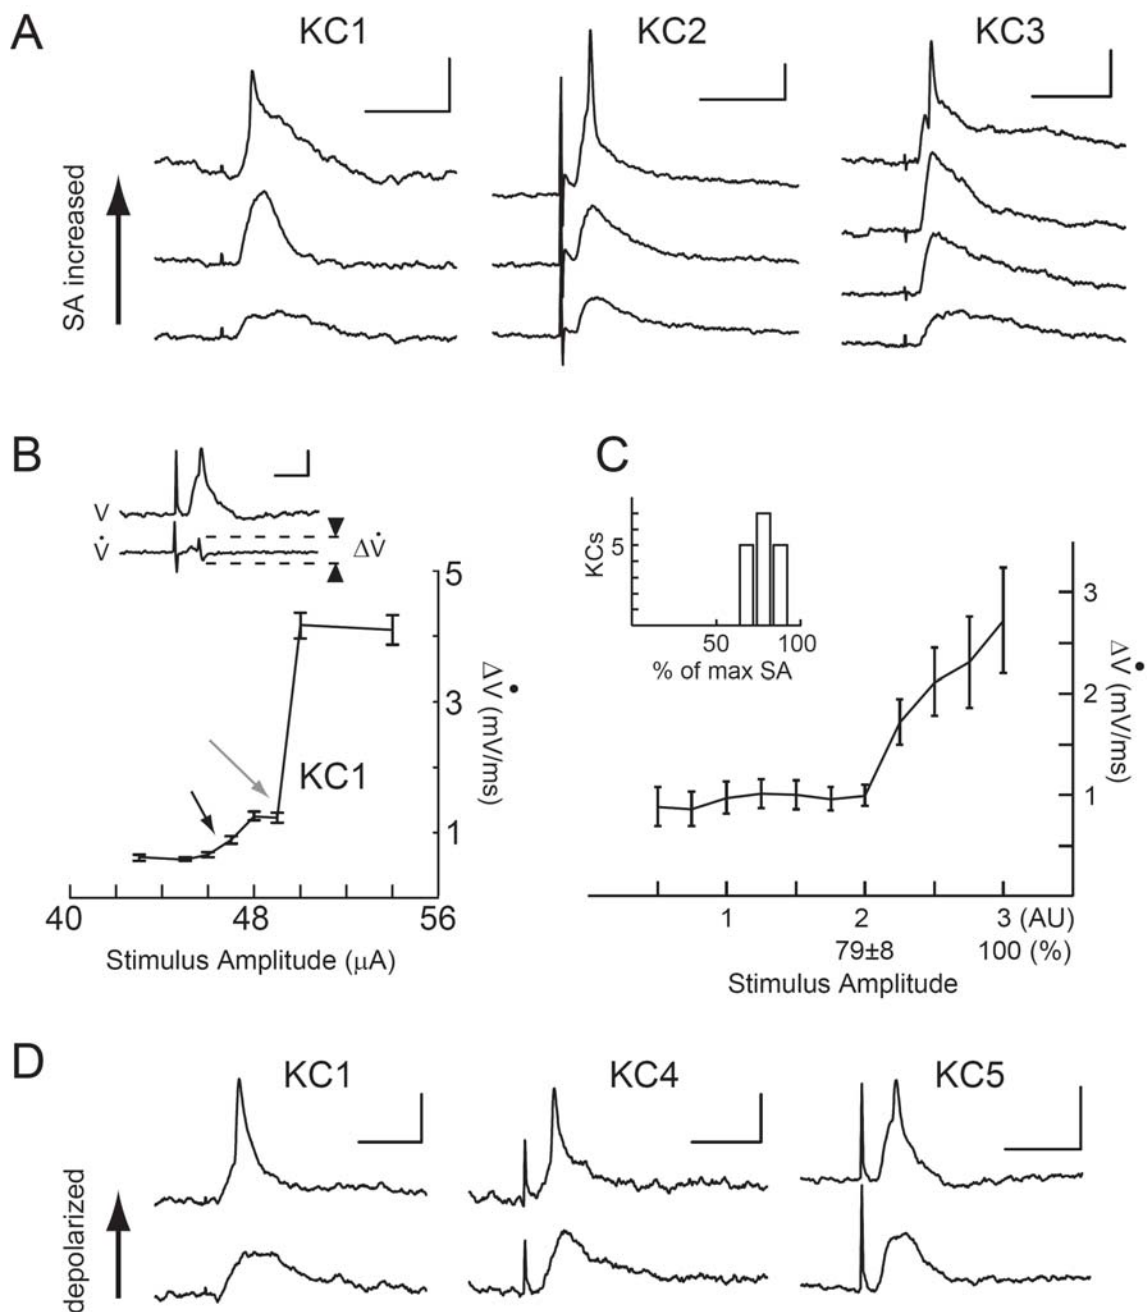 A
KC1 KC2 KC3
SA increased
B
V
V̇
ΔV̇
5
3
1
ΔV̇ (mV/ms)
KC1
40 48 56
Stimulus Amplitude (μA)
C
KCs
5
50 100
% of max SA
3
2
1
ΔV̇ (mV/ms)
1 2 3 (AU)
79±8 100 (%)
Stimulus Amplitude
D
KC1 KC4 KC5
depolarized